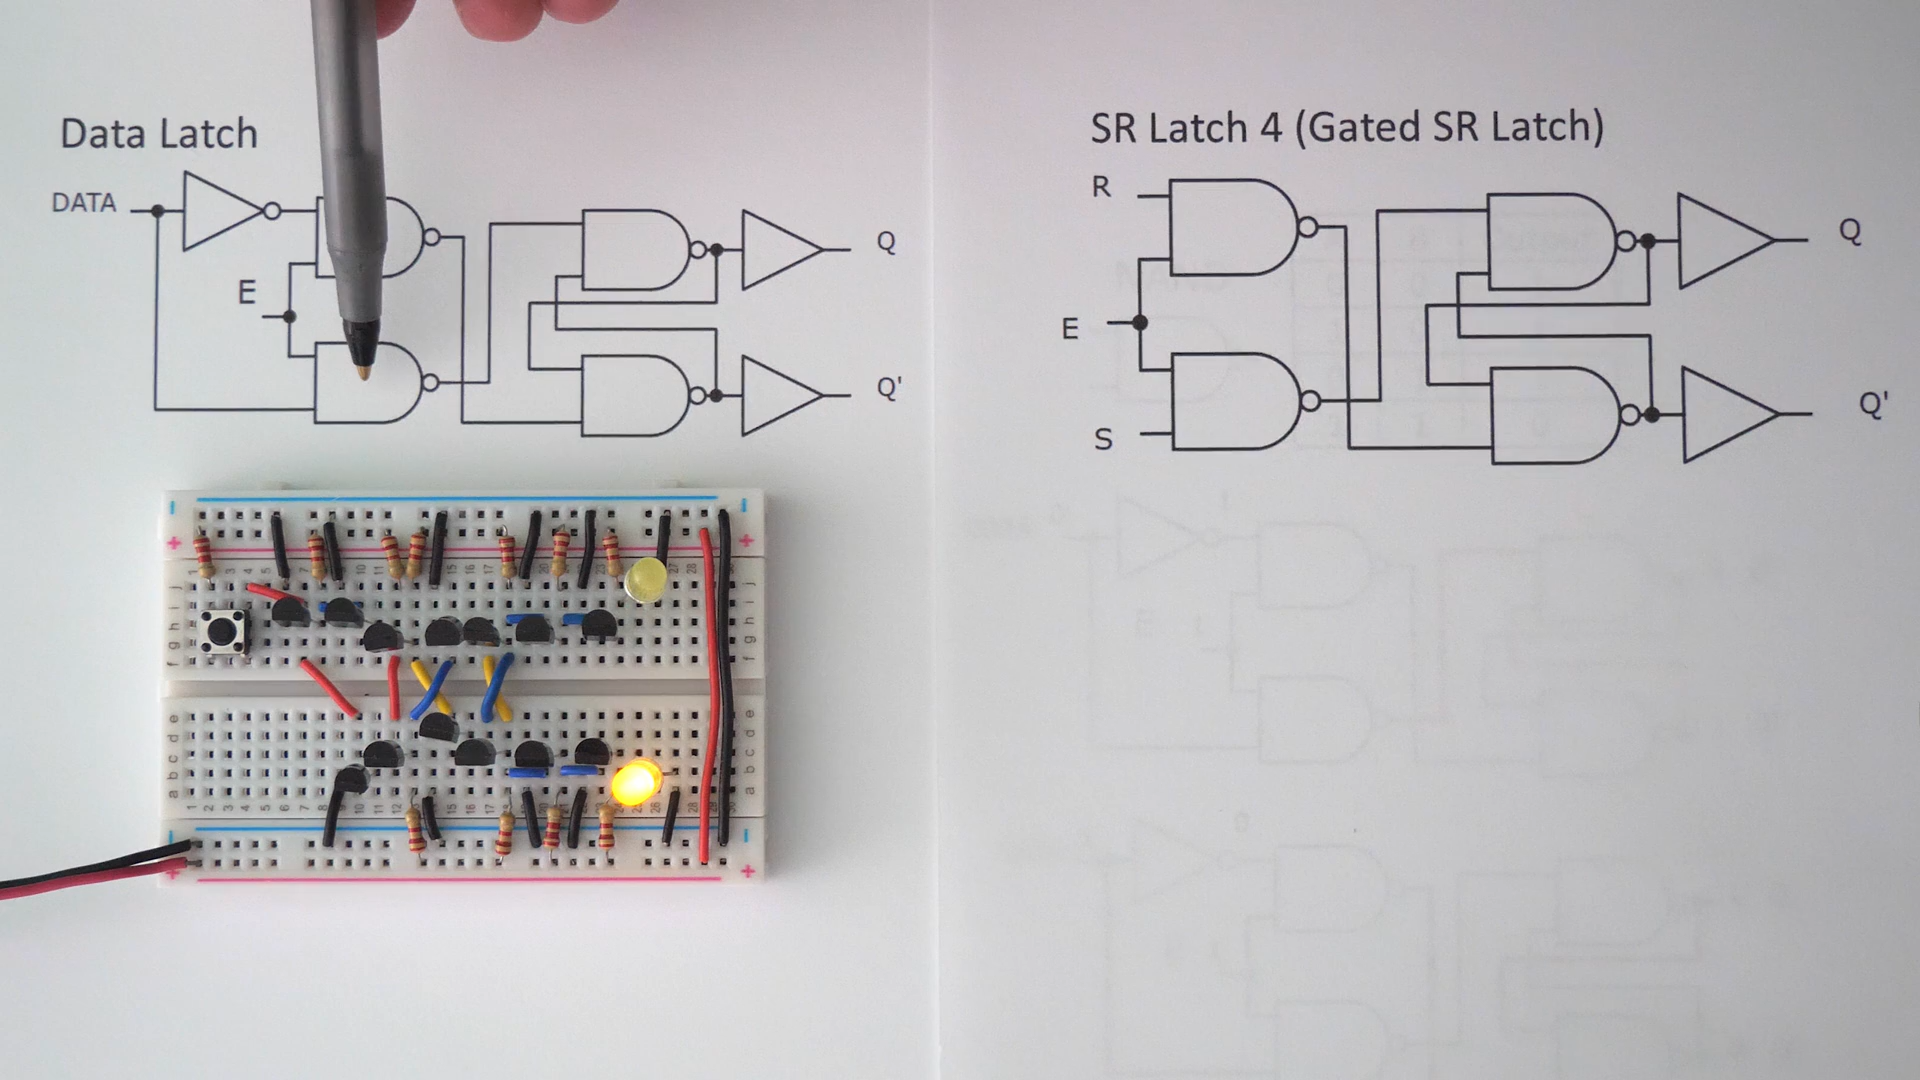 Data Latch
DATA
E
Q
Q'
SR Latch 4 (Gated SR Latch)
R
E
S
Q
Q'